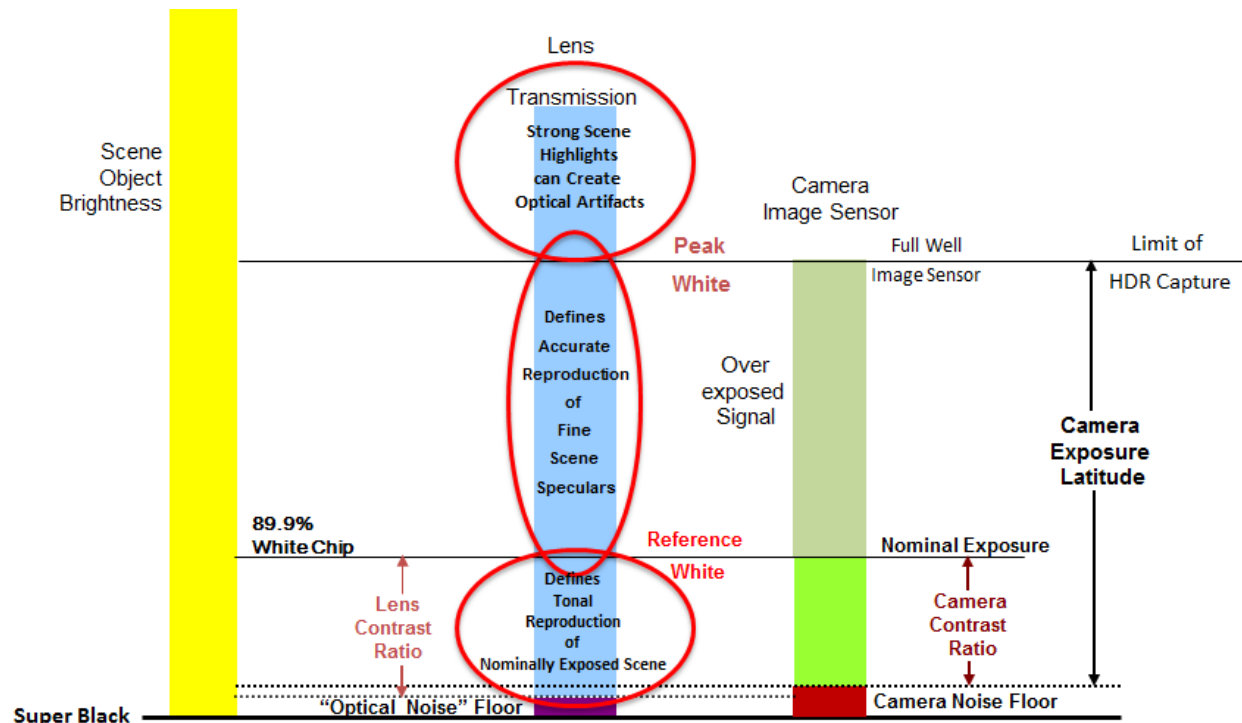 Lens
Transmission
Strong Scene
Highlights
can Create
Optical Artifacts
Scene
Object
Brightness
Camera
Image Sensor
Peak
White
Full Well
Image Sensor
Limit of
HDR Capture
Defines
Accurate
Reproduction
of
Fine
Scene
Speculars
Over
exposed
Signal
Camera
Exposure
Latitude
89.9%
White Chip
Reference
White
Nominal Exposure
Lens
Contrast
Ratio
Defines
Tonal
Reproduction
of
Nominally Exposed Scene
Camera
Contrast
Ratio
“Optical Noise” Floor
Camera Noise Floor
Super Black